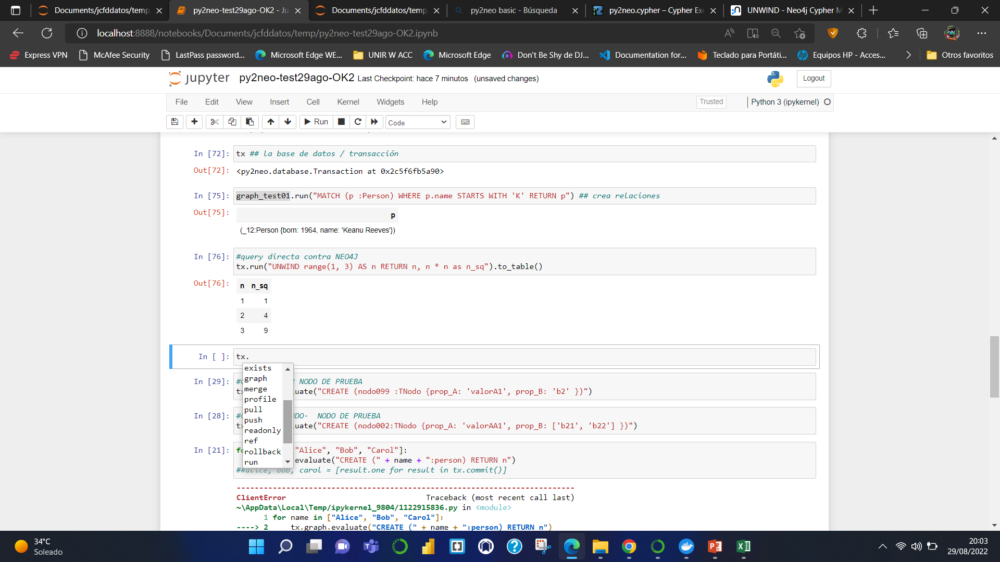 Documents/jcfddatos/temp
py2neo-test29ago-OK2 - Ju
Documents/jcfddatos/temp
py2neo basic - Búsqueda
py2neo.cypher – Cypher Exe
UNWIND - Neo4j Cypher M
localhost:8888/notebooks/Documents/jcfddatos/temp/py2neo-test29ago-OK2.ipynb
Express VPN
McAfee Security
LastPass password...
Microsoft Edge WE...
UNIR W ACC
Microsoft Edge
Don't Be Shy de DJ...
Documentation for...
Teclado para Portáti...
Equipos HP - Acces...
Otros favoritos
jupyter py2neo-test29ago-OK2 Last Checkpoint: hace 7 minutos (unsaved changes)
Logout
File Edit View Insert Cell Kernel Widgets Help
Trusted
Python 3 (ipykernel)
Run
Code
In [72]: tx ## la base de datos / transacción
Out[72]: <py2neo.database.Transaction at 0x2c5f6fb5a90>
In [75]: graph_test01.run("MATCH (p :Person) WHERE p.name STARTS WITH 'K' RETURN p") ## crea relaciones
Out[75]: p
(_12:Person {born: 1964, name: 'Keanu Reeves'})
In [76]: #query directa contra NEO4J
tx.run("UNWIND range(1, 3) AS n RETURN n, n * n as n_sq").to_table()
Out[76]: n n_sq
1 1
2 4
3 9
In [ ]: tx.
exists
graph
merge
profile
pull
push
readonly
ref
rollback
run
In [29]: NODO DE PRUEBA
luate("CREATE (nodo099 :TNodo {prop_A: 'valorA1', prop_B: 'b2' })")
In [28]: NDO- NODO DE PRUEBA
luate("CREATE (nodo002:TNodo {prop_A: 'valorAA1', prop_B: ['b21', 'b22'] })")
In [21]: "Alice", "Bob", "Carol"]:
evaluate("CREATE (" + name + ":person) RETURN n")
##alice, bob, carol = [result.one for result in tx.commit()]
---------------------------------------------------------------------------
ClientError Traceback (most recent call last)
~\AppData\Local\Temp/ipykernel_9804/1122915836.py in <module>
1 for name in ["Alice", "Bob", "Carol"]:
----> 2 tx.graph.evaluate("CREATE (" + name + ":person) RETURN n")
34°C
Soleado
20:03
29/08/2022